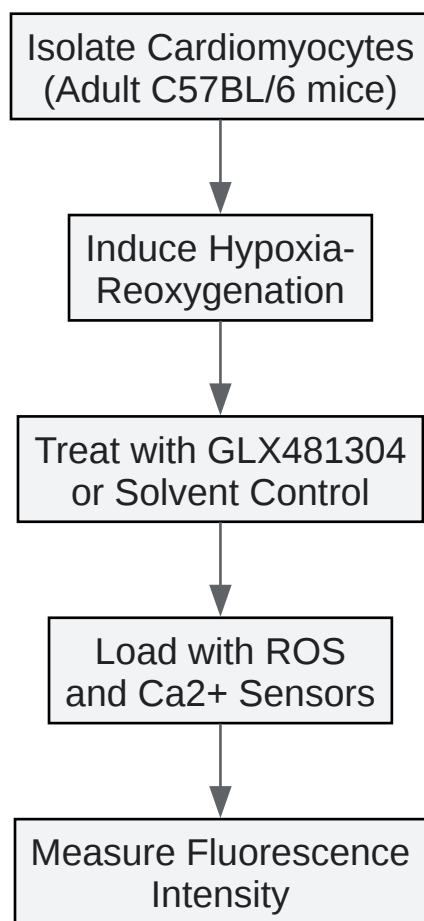 Isolate Cardiomyocytes
(Adult C57BL/6 mice)
Induce Hypoxia-
Reoxygenation
Treat with GLX481304
or Solvent Control
Load with ROS
and Ca2+ Sensors
Measure Fluorescence
Intensity